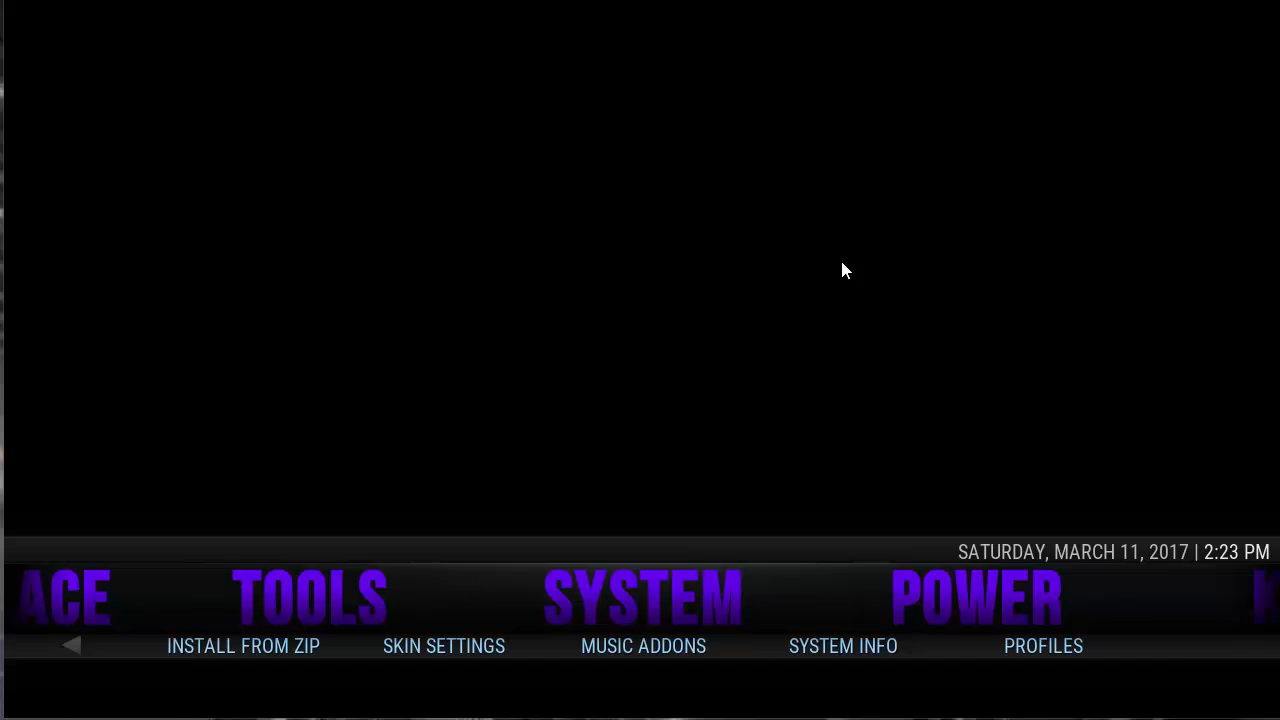 SATURDAY, MARCH 11, 2017 | 2:23 PM
ACE TOOLS SYSTEM POWER K
INSTALL FROM ZIP SKIN SETTINGS MUSIC ADDONS SYSTEM INFO PROFILES